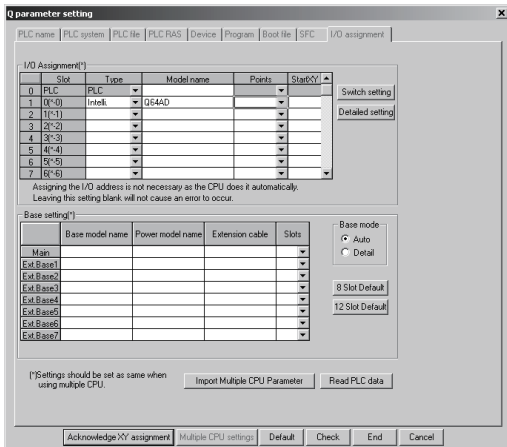 Q parameter setting
PLC name PLC system PLC file PLC RAS Device Program Boot file SFC I/O assignment
I/O Assignment(*)
Slot Type Model name Points StartXY
0 PLC PLC
1 0(*-0) Intelli. Q64AD
2 1(*-1)
3 2(*-2)
4 3(*-3)
5 4(*-4)
6 5(*-5)
7 6(*-6)
Switch setting
Detailed setting
Assigning the I/O address is not necessary as the CPU does it automatically.
Leaving this setting blank will not cause an error to occur.
Base setting(*)
Base model name Power model name Extension cable Slots
Main
Ext.Base1
Ext.Base2
Ext.Base3
Ext.Base4
Ext.Base5
Ext.Base6
Ext.Base7
Base mode
Auto
Detail
8 Slot Default
12 Slot Default
(*)Settings should be set as same when
using multiple CPU.
Import Multiple CPU Parameter Read PLC data
Acknowledge XY assignment Multiple CPU settings Default Check End Cancel